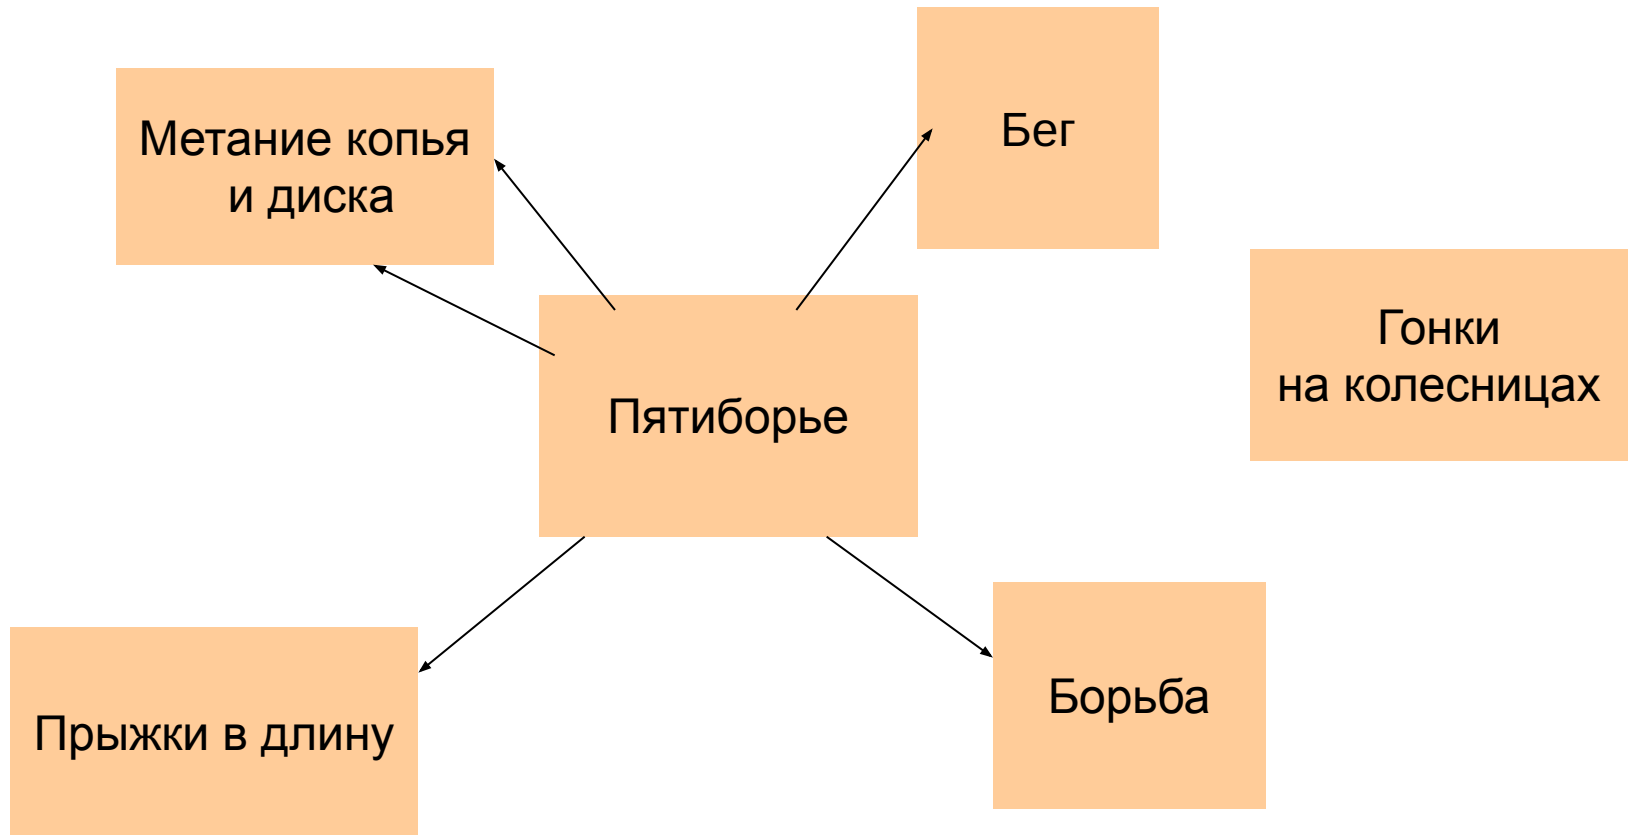 Метание копья
и диска
Бег
Гонки
на колесницах
Пятиборье
Прыжки в длину
Борьба